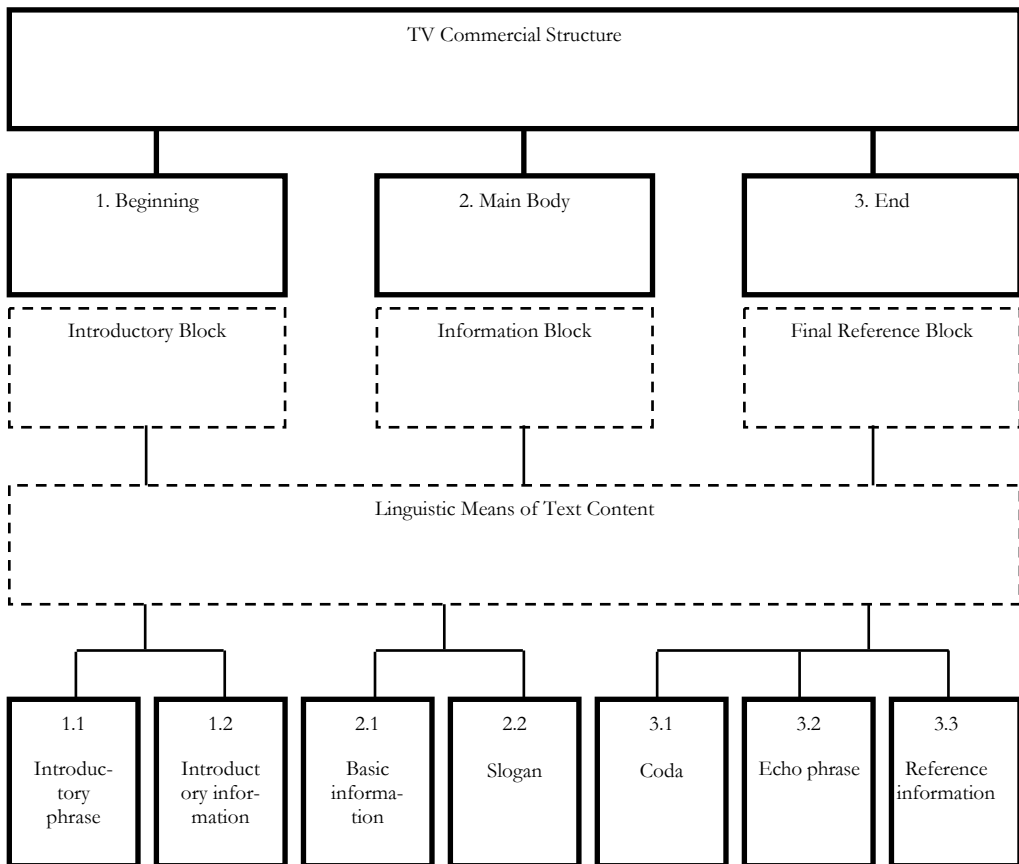 TV Commercial Structure
1. Beginning
2. Main Body
3. End
Introductory Block
Information Block
Final Reference Block
Linguistic Means of Text Content
1.1
Introduc-
tory
phrase
1.2
Introduct
ory infor-
mation
2.1
Basic
informa-
tion
2.2
Slogan
3.1
Coda
3.2
Echo phrase
3.3
Reference
information